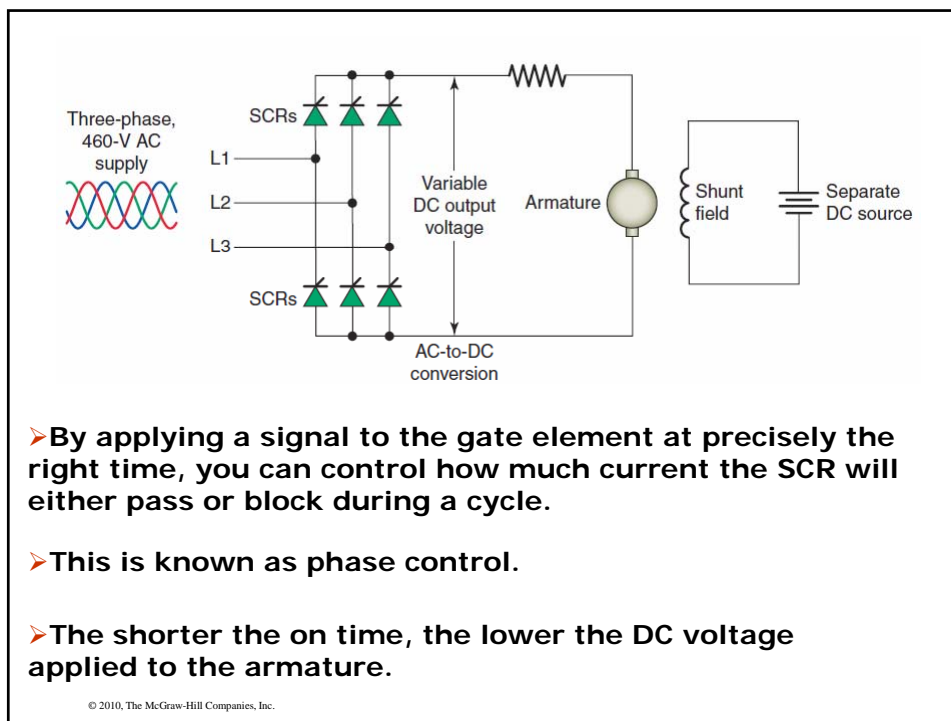 Three-phase,
460-V AC
supply
SCRs
L1
L2
L3
SCRs
Variable
DC output
voltage
AC-to-DC
conversion
Armature
Shunt
field
Separate
DC source
➢By applying a signal to the gate element at precisely the
right time, you can control how much current the SCR will
either pass or block during a cycle.
➢This is known as phase control.
➢The shorter the on time, the lower the DC voltage
applied to the armature.
© 2010, The McGraw-Hill Companies, Inc.